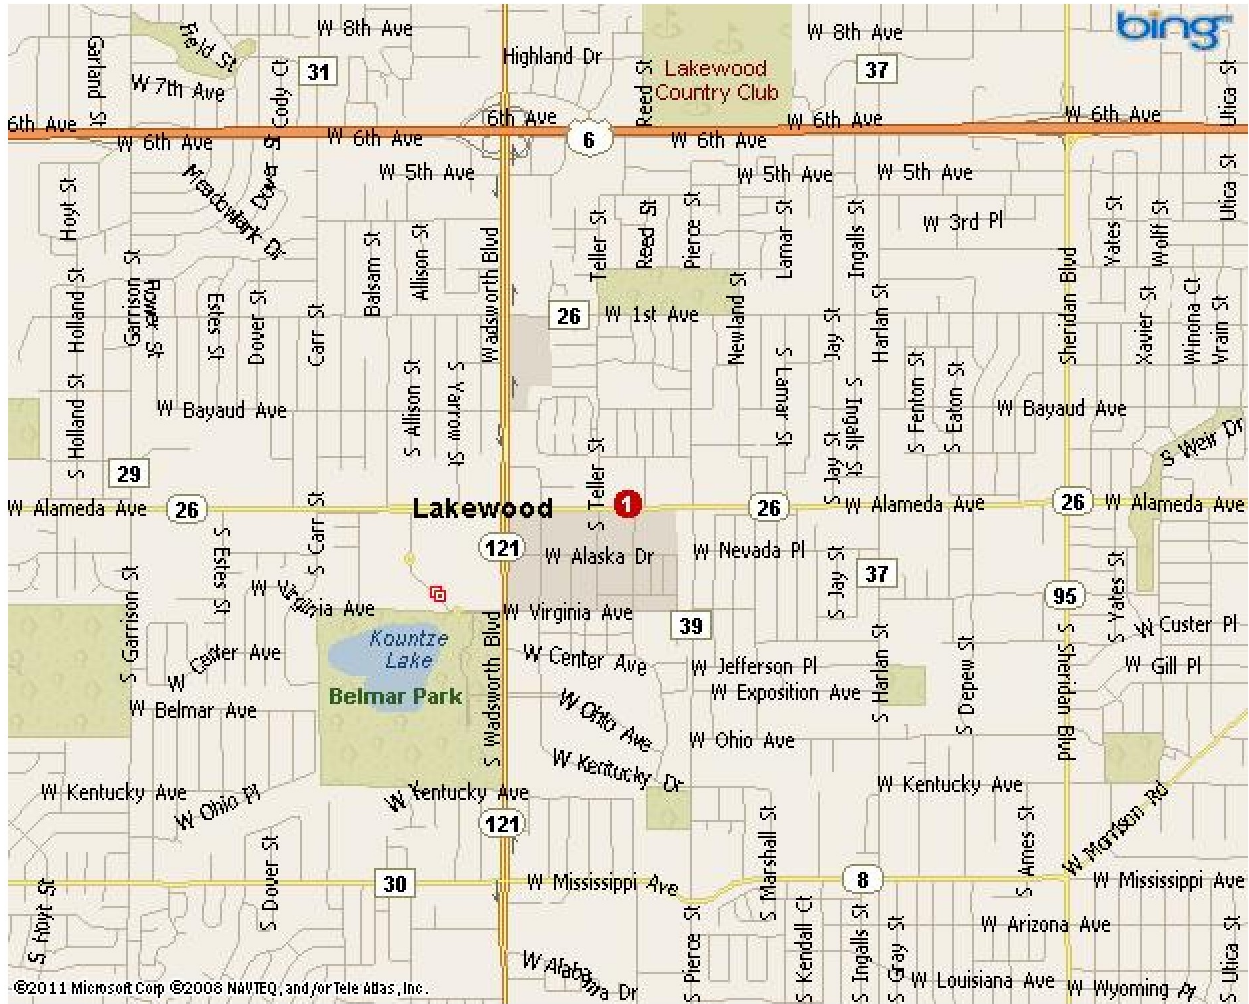 W 8th Ave
W 8th Ave
bing
Field St
Garland St
Highland Dr
Cody Ct
31
Reed St
Lakewood
Country Club
37
Utica St
W 7th Ave
6th Ave
6th Ave
W 6th Ave
W 6th Ave
W 6th Ave
W 6th Ave
6
W 6th Ave
W 6th Ave
W 5th Ave
W 5th Ave
W 5th Ave
Meadowlark Dr
Dover St
Hoyt St
Utica St
Teller St
Reed St
Pierce St
Lamar St
Ingalls St
W 3rd Pl
Yates St
Wolff St
Balsam St
Allison St
Wadsworth Blvd
Sheridan Blvd
Holland St
Garrison St
Flower St
Estes St
Dover St
Carr St
26
W 1st Ave
Newland St
Jay St
Harlan St
Xavier St
Winona Ct
Vrain St
S Holland St
W Bayaud Ave
S Allison St
S Yarrow St
S Lamar St
S Ingalls St
S Jay St
S Fenton St
S Eaton St
W Bayaud Ave
S Weir Dr
29
S Teller St
W Alameda Ave
26
Lakewood
1
26
W Alameda Ave
26
W Alameda Ave
S Carr St
S Estes St
121
W Alaska Dr
W Nevada Pl
S Jay St
37
S Garrison St
W Virginia Ave
W Virginia Ave
39
95
S Yates St
W Custer Pl
Kountze
Lake
S Wadsworth Blvd
W Center Ave
W Jefferson Pl
S Harlan St
S Depew St
S Sheridan Blvd
W Gill Pl
Belmar Park
W Exposition Ave
W Belmar Ave
W Ohio Ave
W Ohio Ave
W Kentucky Dr
W Kentucky Ave
W Ohio Pl
W Kentucky Ave
W Kentucky Ave
121
W Morrison Rd
S Dover St
S Marshall St
S Ames St
30
W Mississippi Ave
8
W Mississippi Ave
S Hoyt St
S Pierce St
S Kendall Ct
S Ingalls St
S Gray St
W Arizona Ave
S Utica St
W Alabama Dr
W Louisiana Ave
W Wyoming Av
©2011 Microsoft Corp ©2008 NAVTEQ, and/or Tele Atlas, Inc.